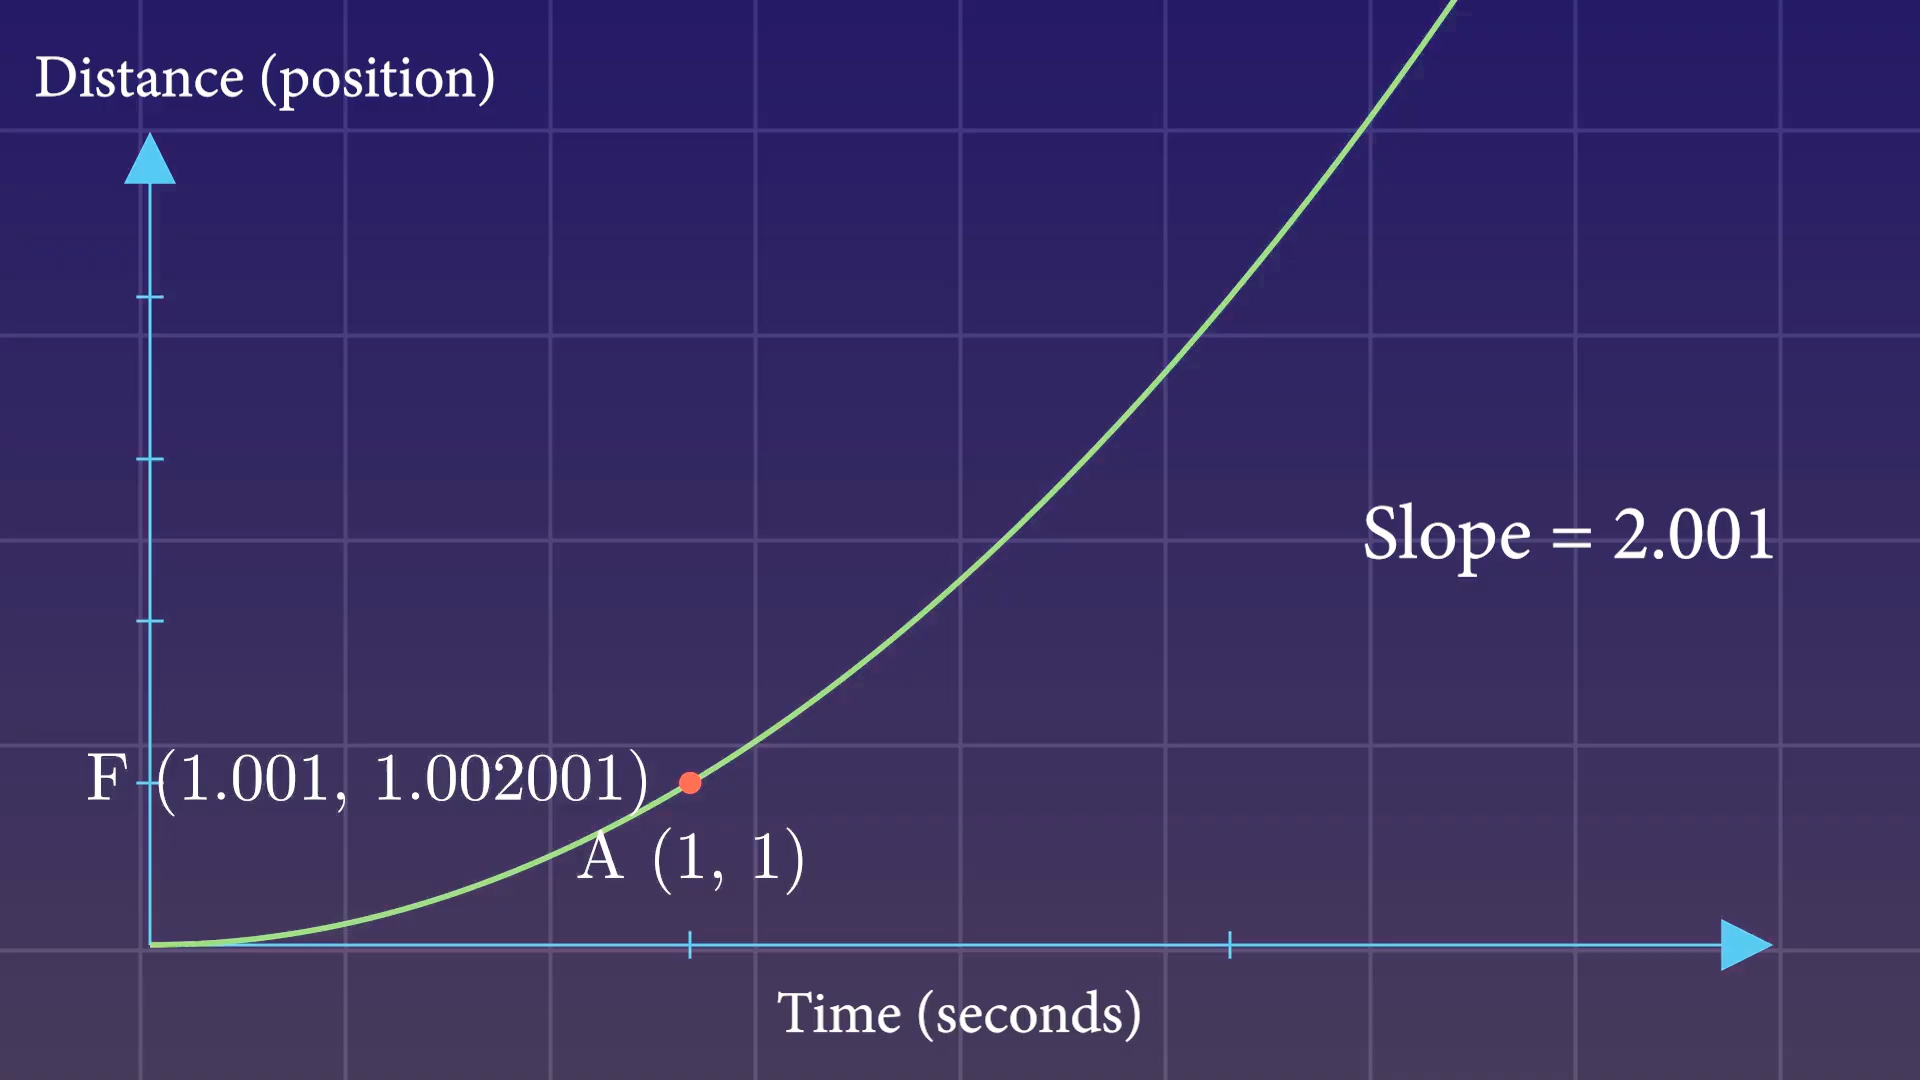 Distance (position)
Slope = 2.001
F (1.001, 1.002001)
A (1, 1)
Time (seconds)